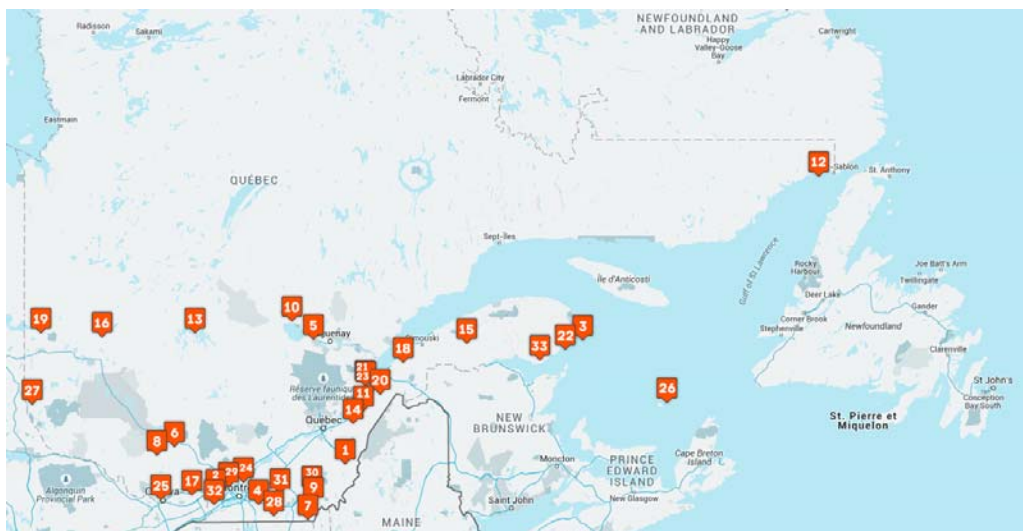 NEWFOUNDLAND
AND LABRADOR
Radisson
Sakami
Cartwright
Happy
Valley-Goose
Bay
Labrador City
Fermont
Eastmain
12
Sablon
St. Anthony
QUÉBEC
Sept-Îles
Gulf of St Lawrence
Rocky
Harbour
Joe Batt's Arm
Twillingate
Île d'Anticosti
Deer Lake
Gander
10
19
16
13
5
uenay
15
imouski
3
22
33
18
Corner Brook
Stephenville
Newfoundland
Clarenville
21
23
20
27
Réserve fauniqu
des Laurentide
11
14
26
St John's
Conception
Bay South
Québec
NEW
BRUNSWICK
St. Pierre et
Miquelon
8
6
1
Moncton
PRINCE
EDWARD
ISLAND
Cape Breton
Island
Algonquin
Provincial Park
25
17
2
29
24
32
4
31
28
30
9
7
New Glasgow
Saint John
MAINE